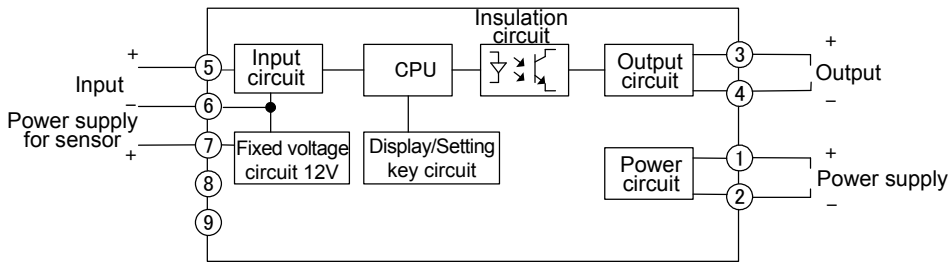 Insulation
circuit
+
Input
5
Input
circuit
CPU
Output
circuit
3
+
Output
−
6
4
−
Power supply
for sensor
+
7
Fixed voltage
circuit 12V
Display/Setting
key circuit
Power
circuit
1
+
Power supply
8
2
−
9